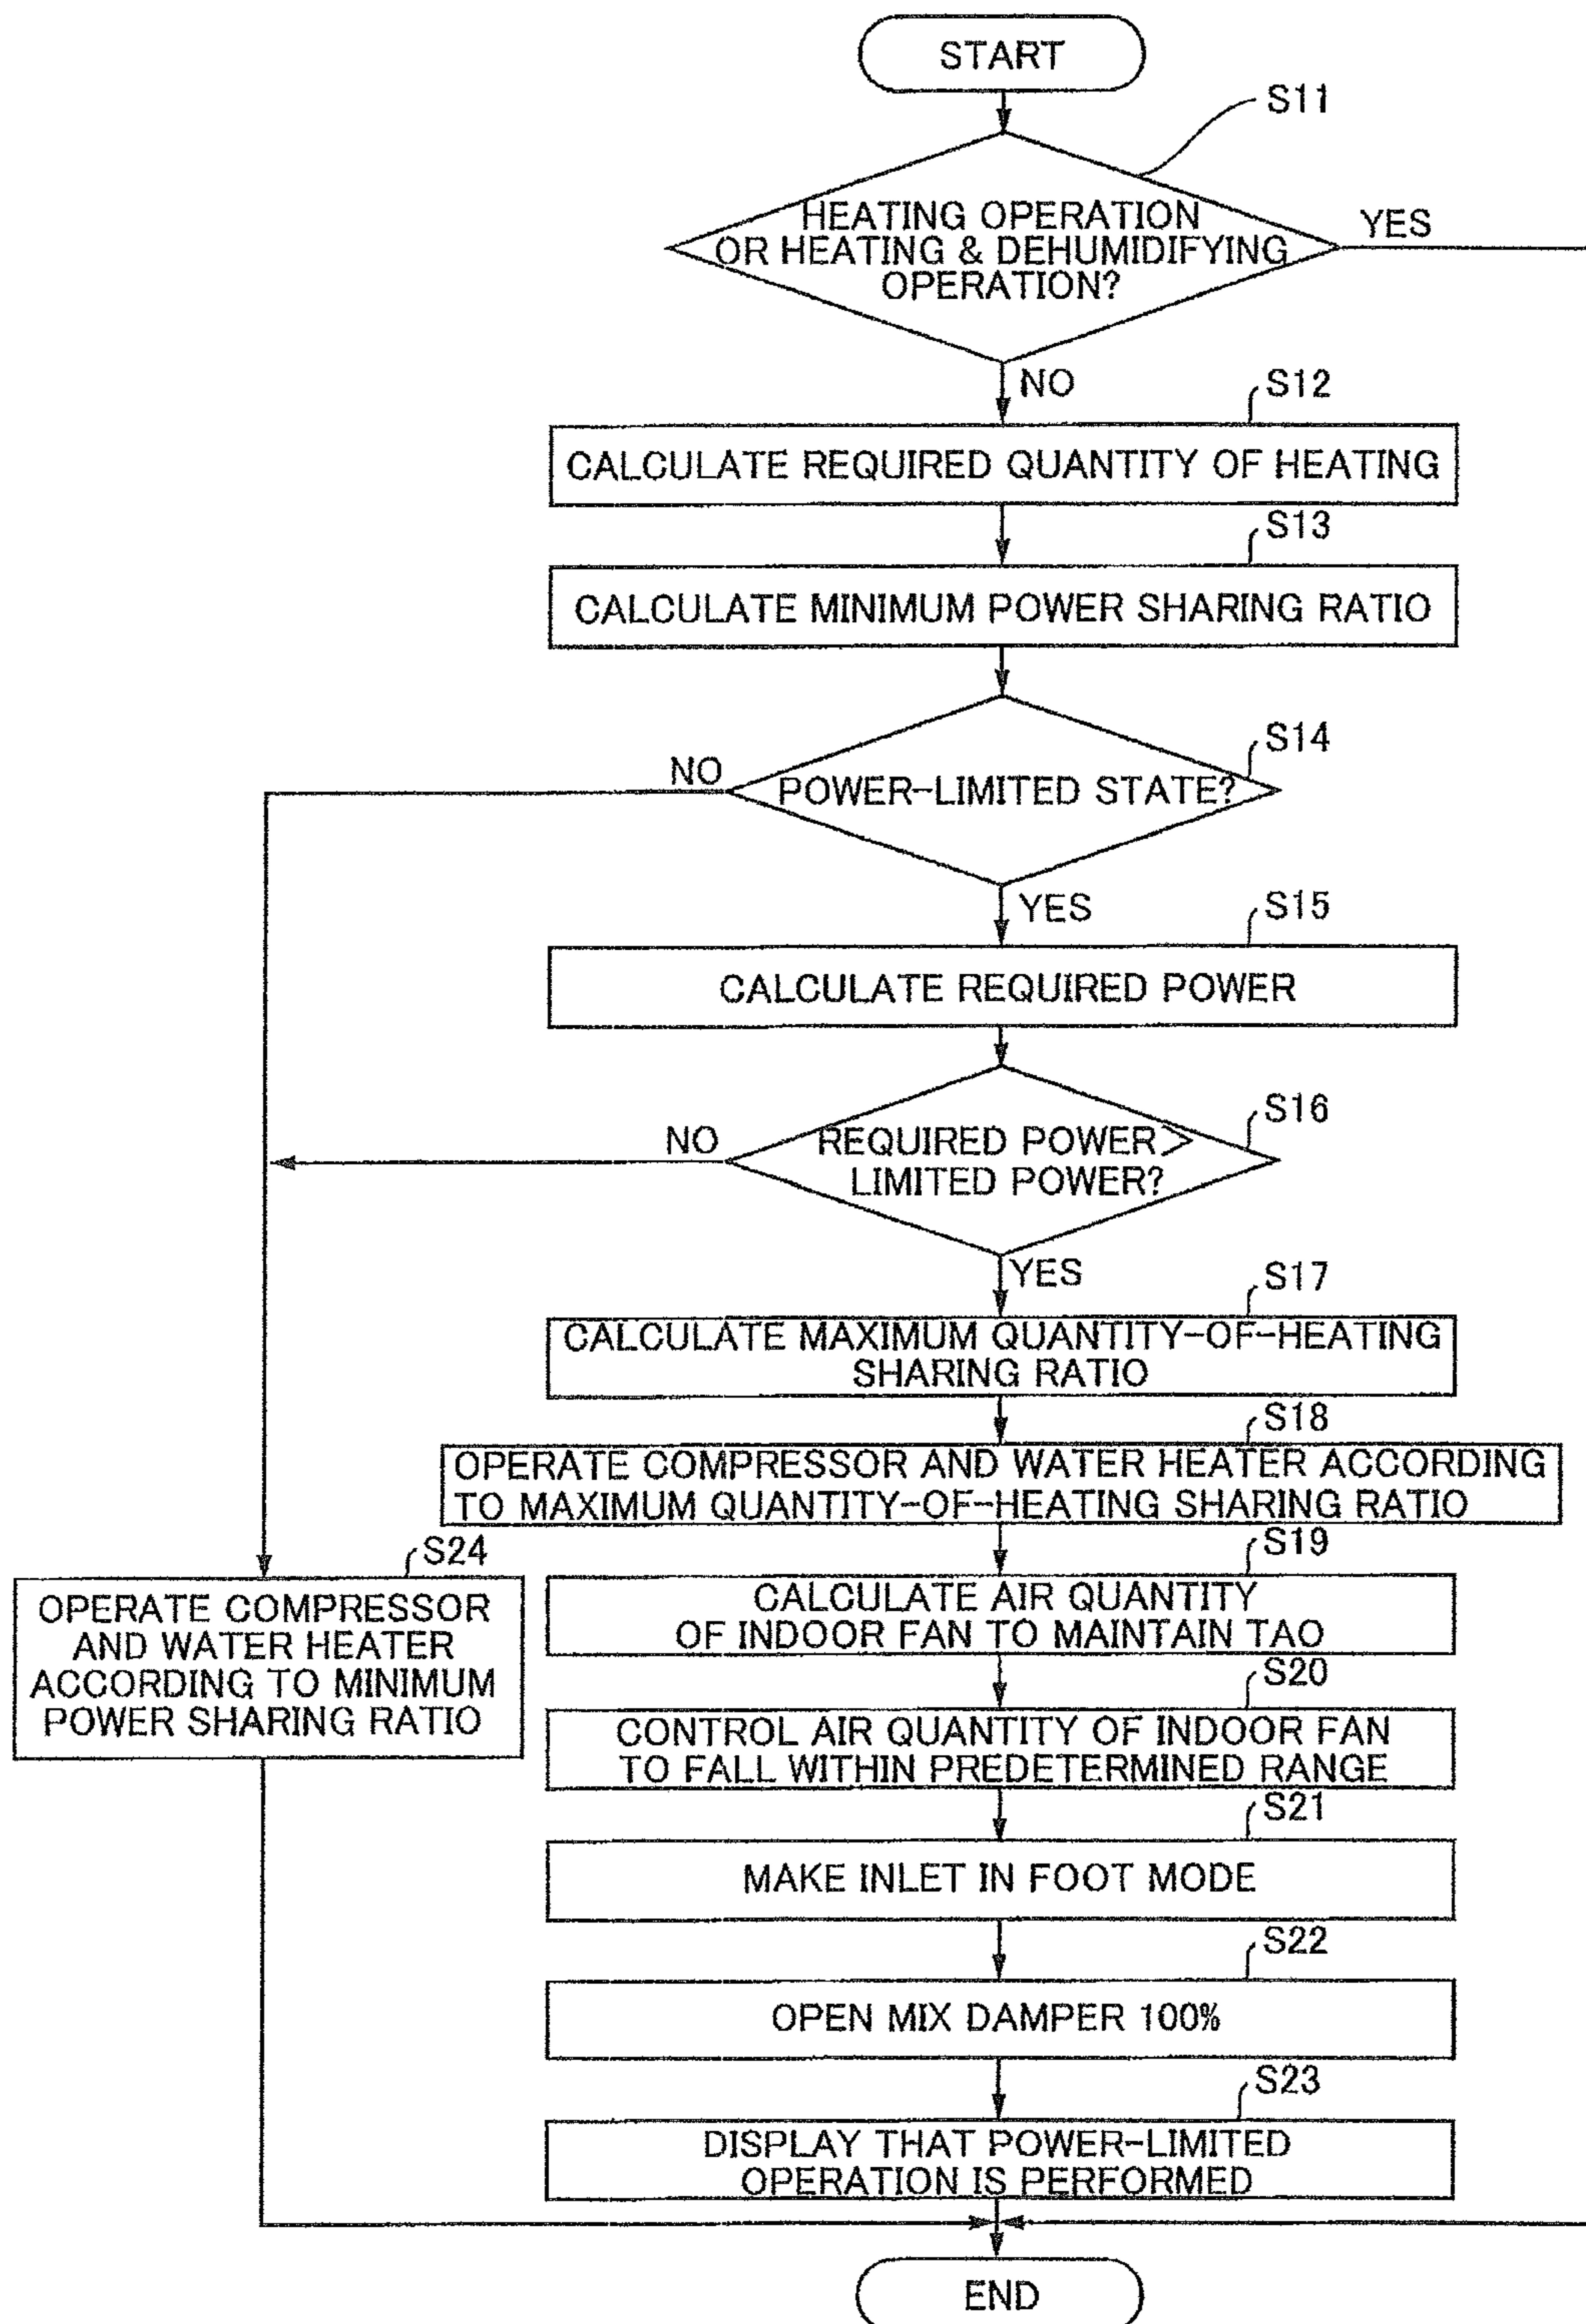 START
S11
HEATING OPERATION
OR HEATING & DEHUMIDIFYING
OPERATION?
YES
NO
S12
CALCULATE REQUIRED QUANTITY OF HEATING
S13
CALCULATE MINIMUM POWER SHARING RATIO
S14
NO
POWER-LIMITED STATE?
YES
S15
CALCULATE REQUIRED POWER
S16
NO
REQUIRED POWER>
LIMITED POWER?
YES
S17
CALCULATE MAXIMUM QUANTITY-OF-HEATING
SHARING RATIO
S18
OPERATE COMPRESSOR AND WATER HEATER ACCORDING
TO MAXIMUM QUANTITY-OF-HEATING SHARING RATIO
S19
CALCULATE AIR QUANTITY
OF INDOOR FAN TO MAINTAIN TAO
S24
OPERATE COMPRESSOR
AND WATER HEATER
ACCORDING TO MINIMUM
POWER SHARING RATIO
S20
CONTROL AIR QUANTITY OF INDOOR FAN
TO FALL WITHIN PREDETERMINED RANGE
S21
MAKE INLET IN FOOT MODE
S22
OPEN MIX DAMPER 100%
S23
DISPLAY THAT POWER-LIMITED
OPERATION IS PERFORMED
END